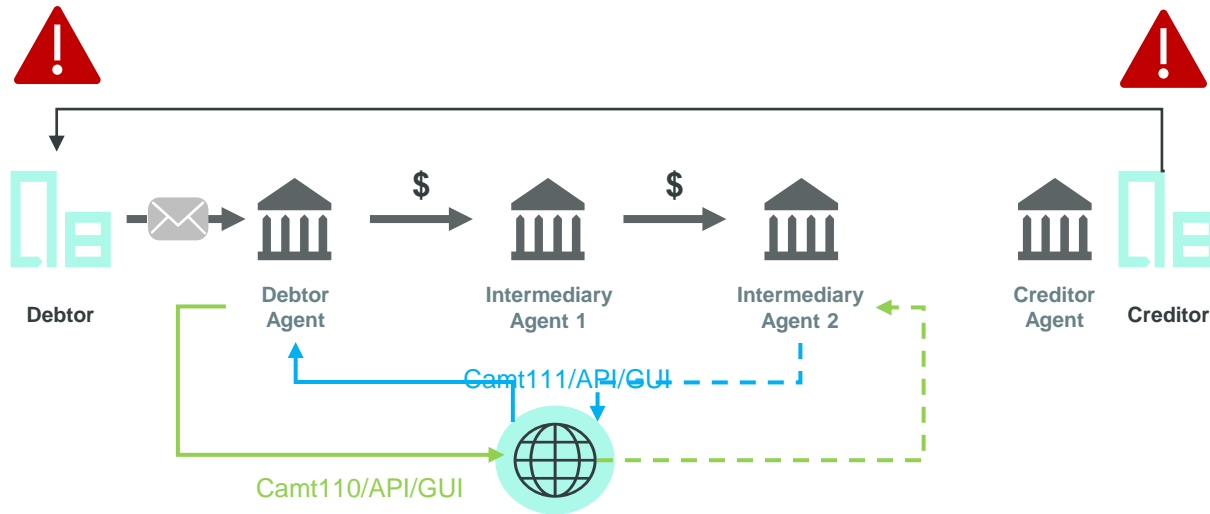 $
$
Debtor
Debtor
Agent
Intermediary
Agent 1
Intermediary
Agent 2
Creditor
Agent
Creditor
Camt111/API/GUI
Camt110/API/GUI